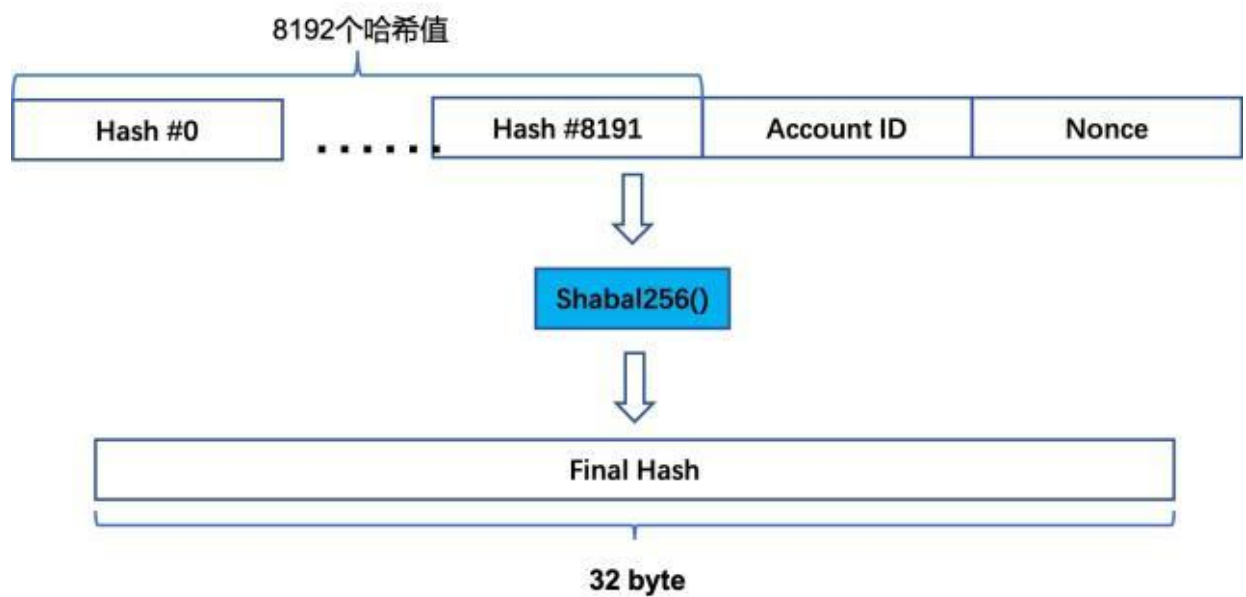 8192个哈希值
Hash #0 ...... Hash #8191 Account ID Nonce
Shabal256()
Final Hash
32 byte